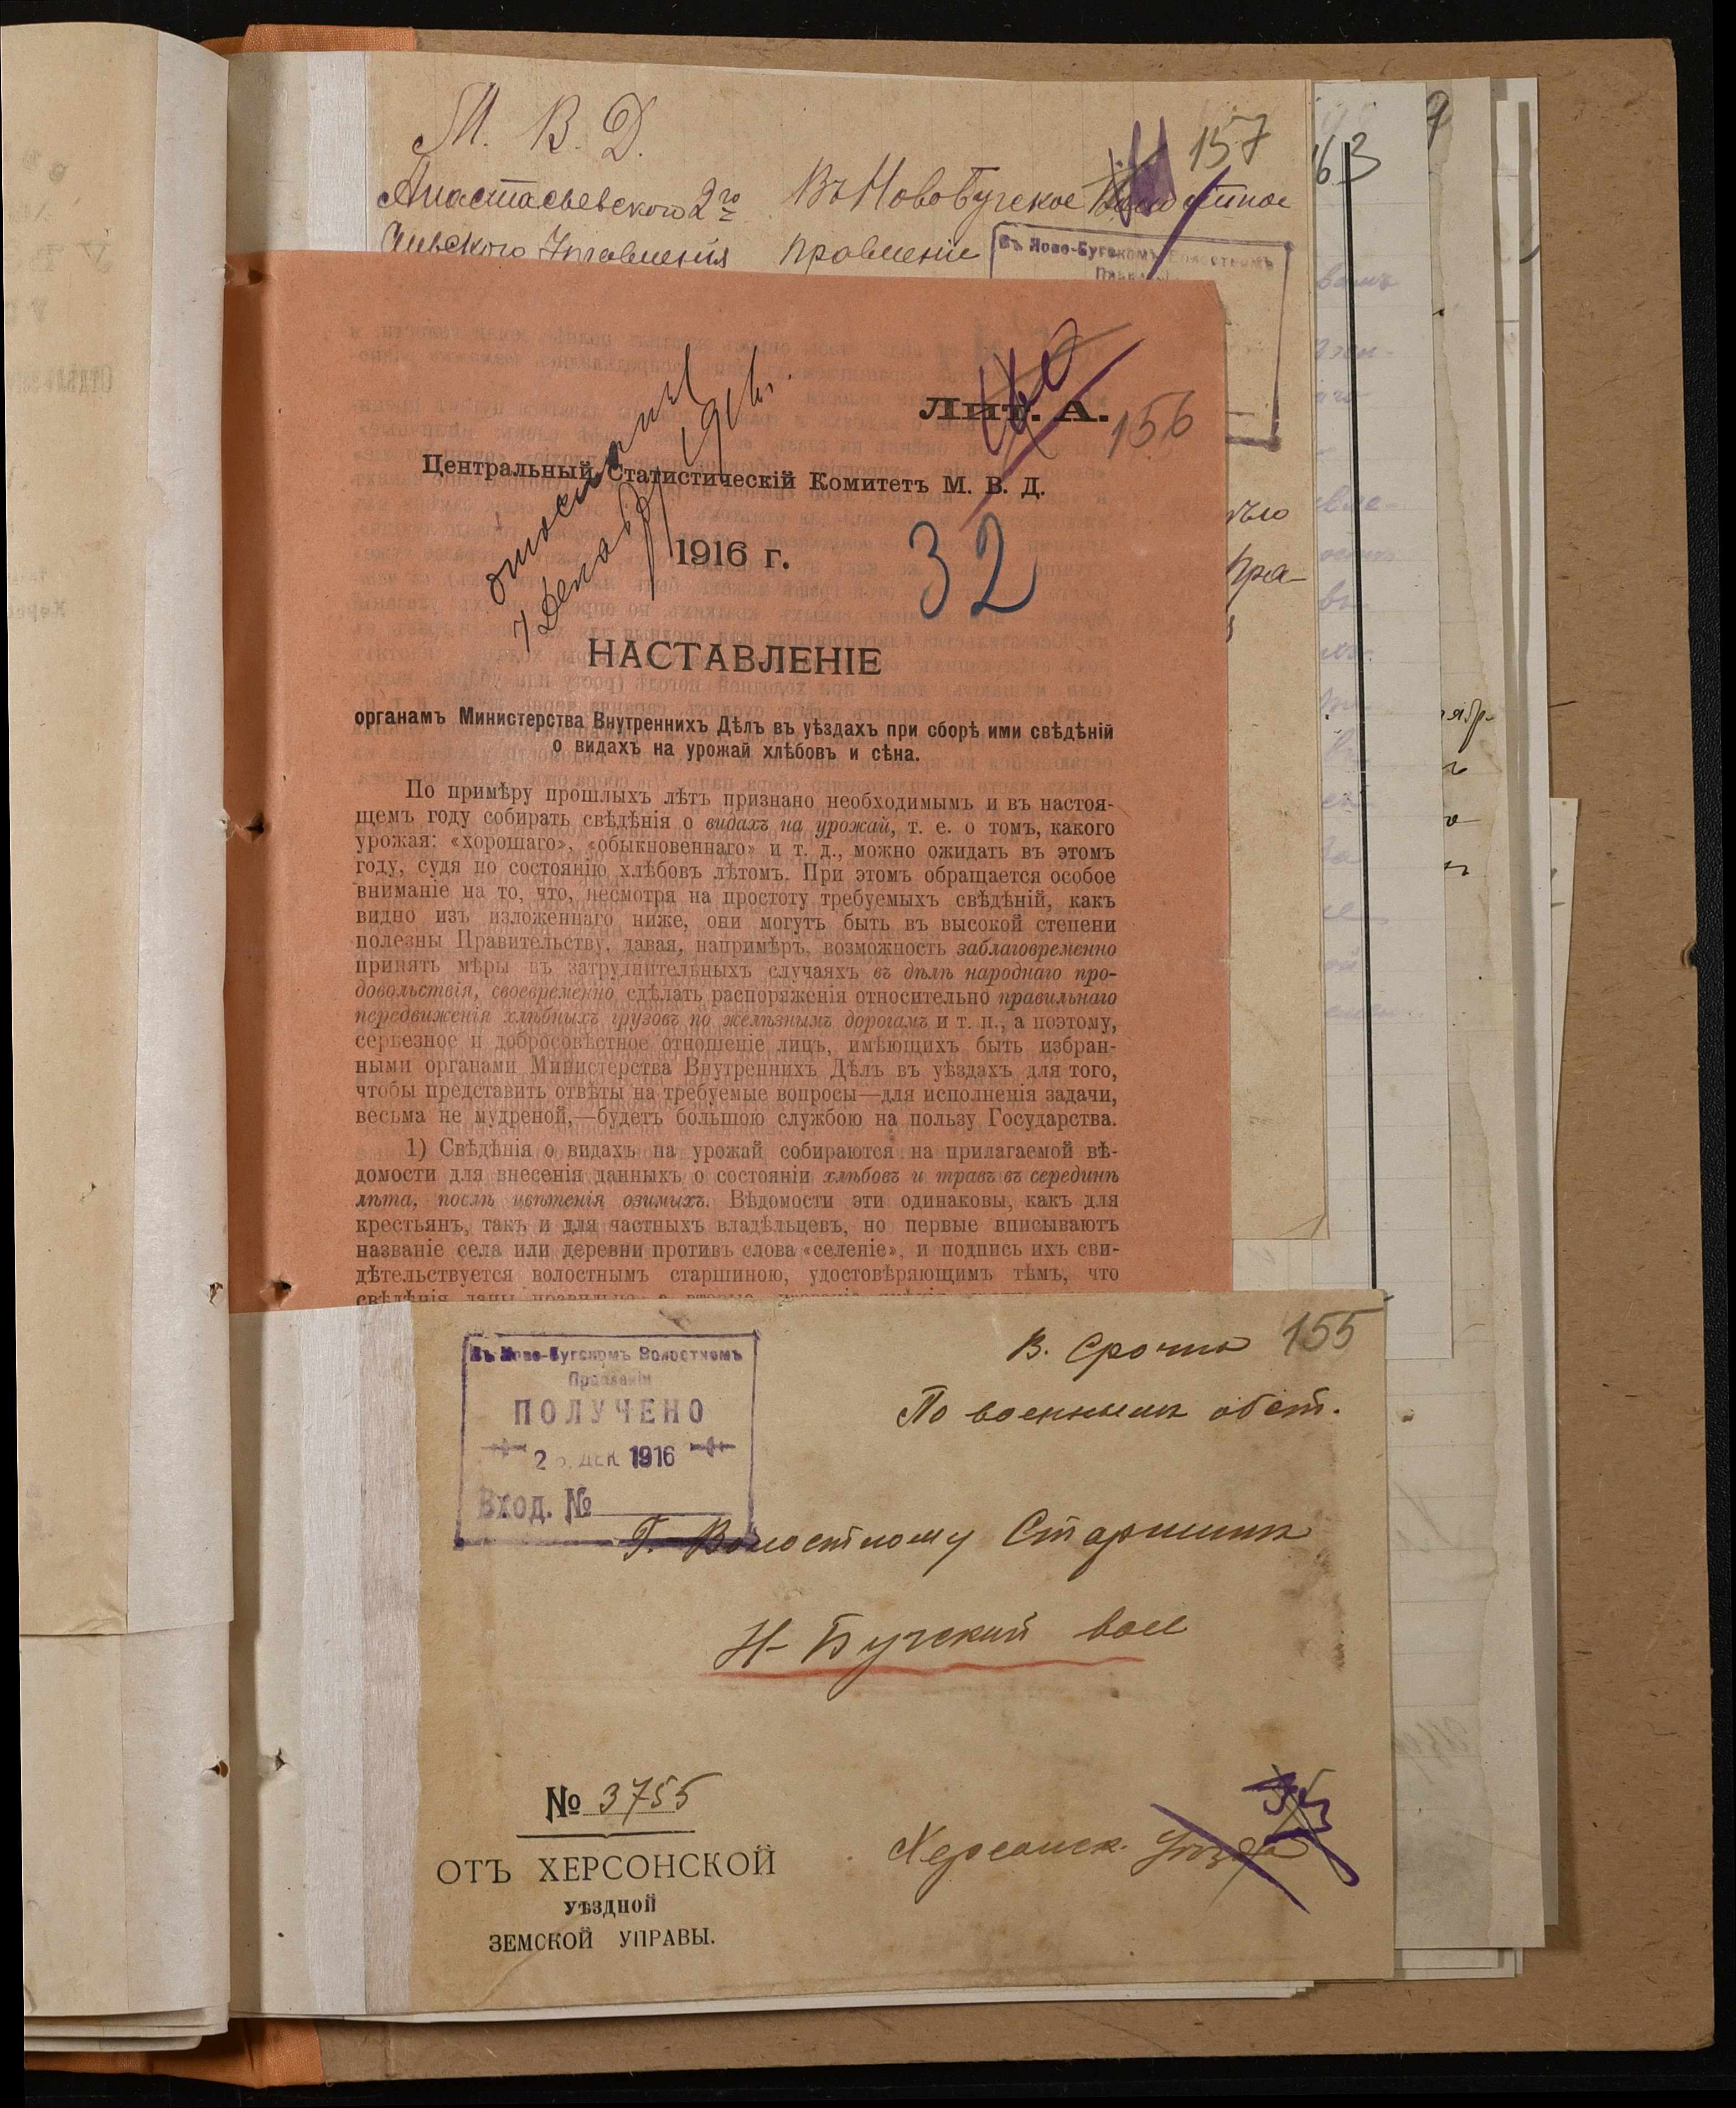 М. В. Д.
157
Анастасьевского 2го
Сельского Управления
Въ НовоБугское Волостное
правление
Въ Ново-Бугскомъ Волостномъ
163
Лит. А.
156
Центральный Статистическій Комитетъ М. В. Д.
1916 г.
32
НАСТАВЛЕНІЕ
органамъ Министерства Внутреннихъ Дѣлъ въ уѣздахъ при сборѣ ими свѣдѣній
о видахъ на урожай хлѣбовъ и сѣна.
По примѣру прошлыхъ лѣтъ признано необходимымъ и въ настоя-
щемъ году собирать свѣдѣнія о видахъ на урожай, т. е. о томъ, какого
урожая: «хорошаго», «обыкновеннаго» и т. д., можно ожидать въ этомъ
году, судя по состоянію хлѣбовъ лѣтомъ. При этомъ обращается особое
вниманіе на то, что, несмотря на простоту требуемыхъ свѣдѣній, какъ
видно изъ изложеннаго ниже, они могутъ быть въ высокой степени
полезны Правительству, давая, напримѣръ, возможность заблаговременно
принять мѣры въ затруднительныхъ случаяхъ въ дѣлѣ народнаго про-
довольствія, своевременно сдѣлать распоряженія относительно правильнаго
передвиженія хлѣбныхъ грузовъ по желѣзнымъ дорогамъ и т. п., а поэтому,
серьезное и добросовѣстное отношеніе лицъ, имѣющихъ быть избран-
ными органами Министерства Внутреннихъ Дѣлъ въ уѣздахъ для того,
чтобы представить отвѣты на требуемые вопросы—для исполненія задачи,
весьма не мудреной,—будетъ большою службою на пользу Государства.
1) Свѣдѣнія о видахъ на урожай собираются на прилагаемой вѣ-
домости для внесенія данныхъ о состояніи хлѣбовъ и травъ въ серединѣ
лѣта, послѣ цвѣтенія озимыхъ. Вѣдомости эти одинаковы, какъ для
крестьянъ, такъ и для частныхъ владѣльцевъ, но первые вписываютъ
названіе села или деревни противъ слова «селеніе», и подпись ихъ сви-
дѣтельствуется волостнымъ старшиною, удостовѣряющимъ тѣмъ, что
155
В. Срочно
По военнымъ обст.
Въ Ново-Бугскомъ Волостномъ
Правленіи
ПОЛУЧЕНО
ДЕК 1916
Вход. №
Г. Волостному Старшинѣ
Н-Бугский вол
№ 3755
ОТЪ ХЕРСОНСКОЙ
УѢЗДНОЙ
ЗЕМСКОЙ УПРАВЫ.
Херсонск. Уѣзда